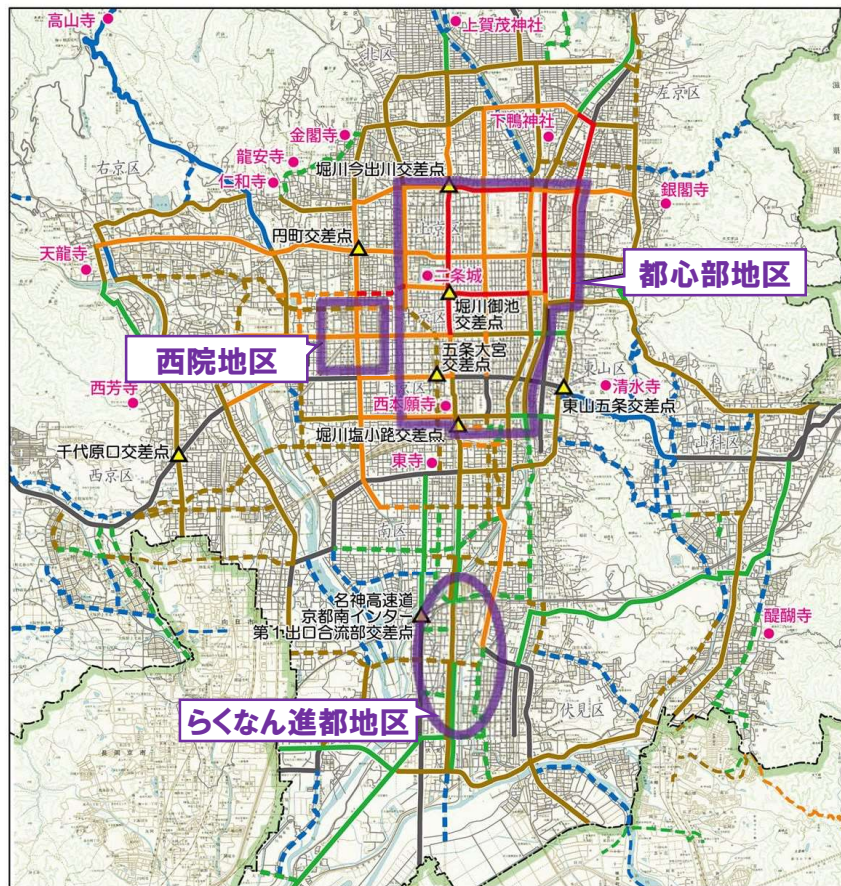 高山寺
上賀茂神社
北区
左京区
下鴨神社
金閣寺
龍安寺
右京区
堀川今出川交差点
仁和寺
銀閣寺
上京区
円町交差点
天龍寺
二条城
都心部地区
堀川御池
交差点
西院地区
五条大宮
交差点
東山区
清水寺
下京区
西芳寺
西本願寺
東山五条交差点
堀川塩小路交差点
山科区
千代原口交差点
東寺
西京区
南区
名神高速道
京都南インター
第1出口合流部交差点
醍醐寺
伏見区
らくなん進都地区